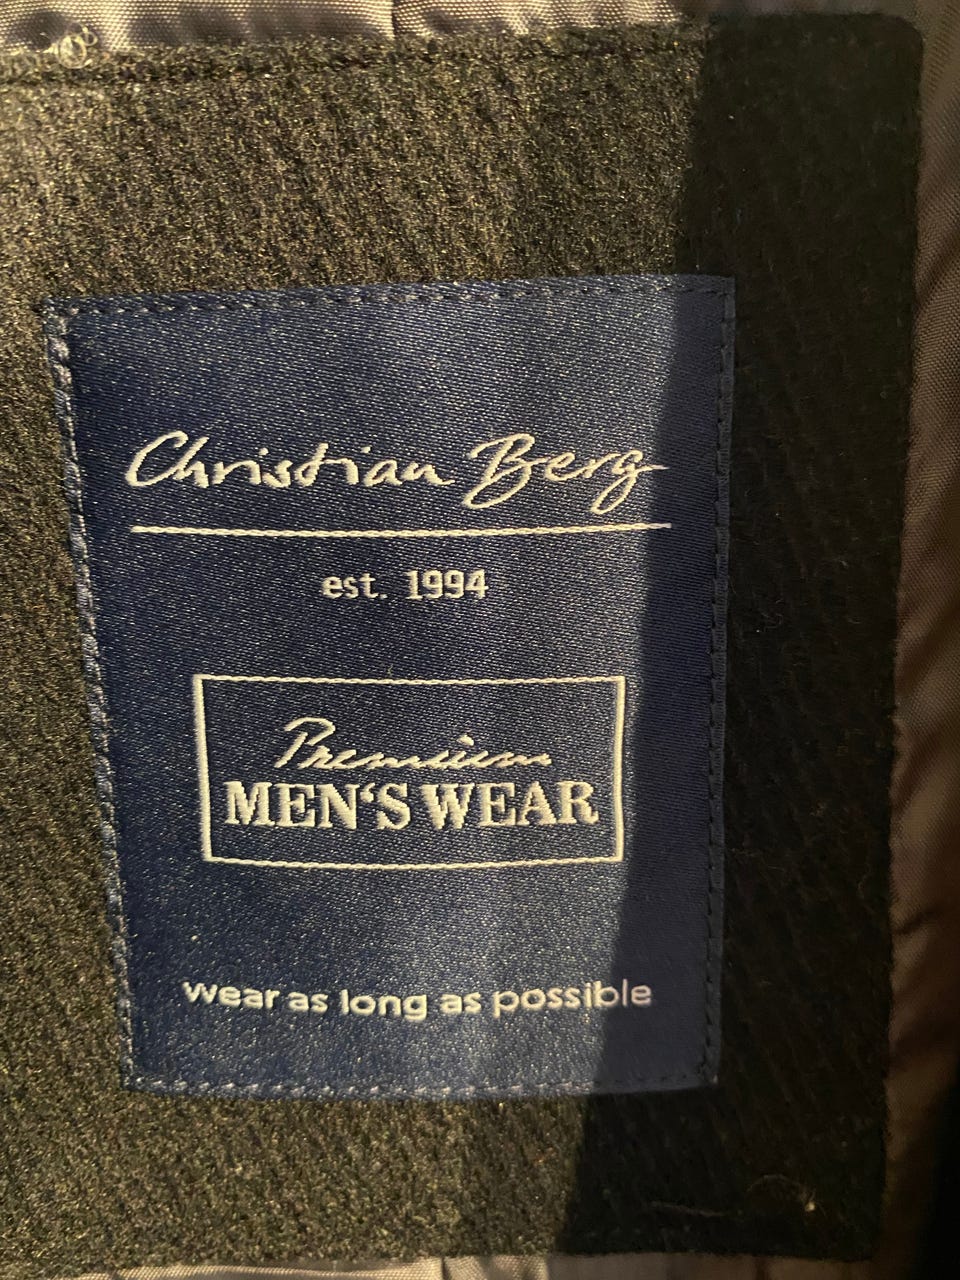 Christian Berg
est. 1994
Premium
MEN‘S WEAR
wear as long as possible